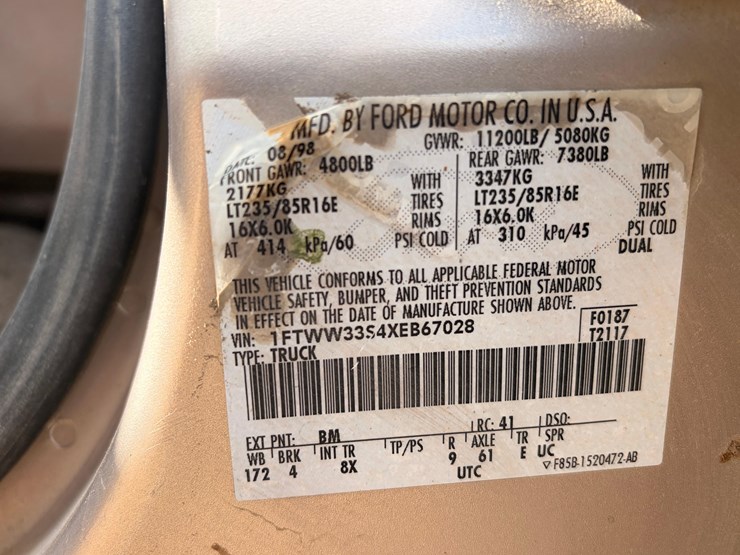 MFD. BY FORD MOTOR CO. IN U.S.A.
08/98 GVWR: 11200LB/ 5080KG
FRONT GAWR: 4800LB REAR GAWR: 7380LB
2177KG WITH 3347KG WITH
LT235/85R16E TIRES LT235/85R16E TIRES
16X6.0K RIMS 16X6.0K RIMS
AT 414 kPa/60 PSI COLD AT 310 kPa/45 PSI COLD
DUAL
THIS VEHICLE CONFORMS TO ALL APPLICABLE FEDERAL MOTOR
VEHICLE SAFETY, BUMPER, AND THEFT PREVENTION STANDARDS
IN EFFECT ON THE DATE OF MANUFACTURE SHOWN ABOVE.
VIN: 1FTWW33S4XEB67028 F0187
TYPE: TRUCK T2117
EXT PNT: BM RC: 41 DSO:
WB BRK INT TR TP/PS R AXLE TR SPR
172 4 8X 9 61 E UC
UTC ▽ F85B-1520472-AB